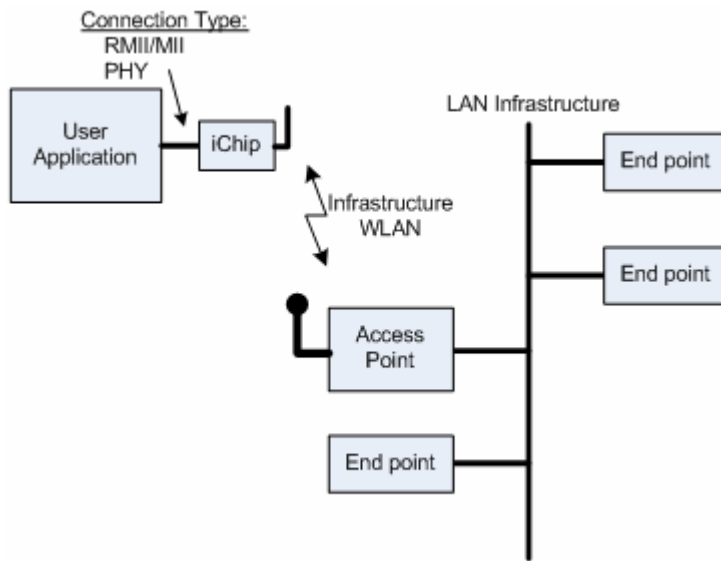 Connection Type:
RMII/MII
PHY
User
Application
iChip
LAN Infrastructure
End point
Infrastructure
WLAN
End point
Access
Point
End point